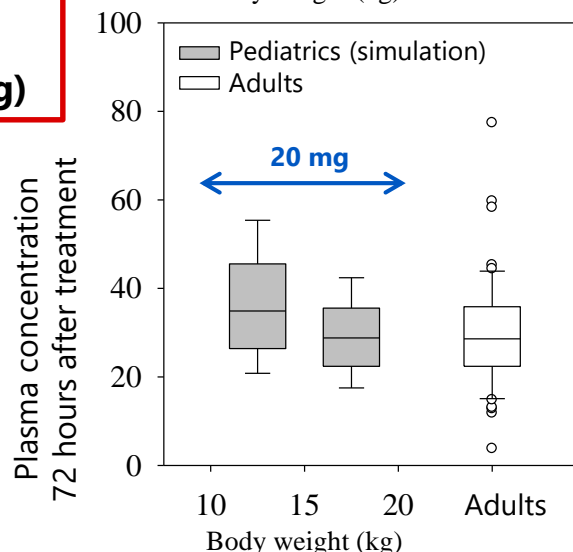 g)
100
80
60
40
20
0
Pediatrics (simulation)
Adults
20 mg
Plasma concentration
72 hours after treatment
10 15 20 Adults
Body weight (kg)